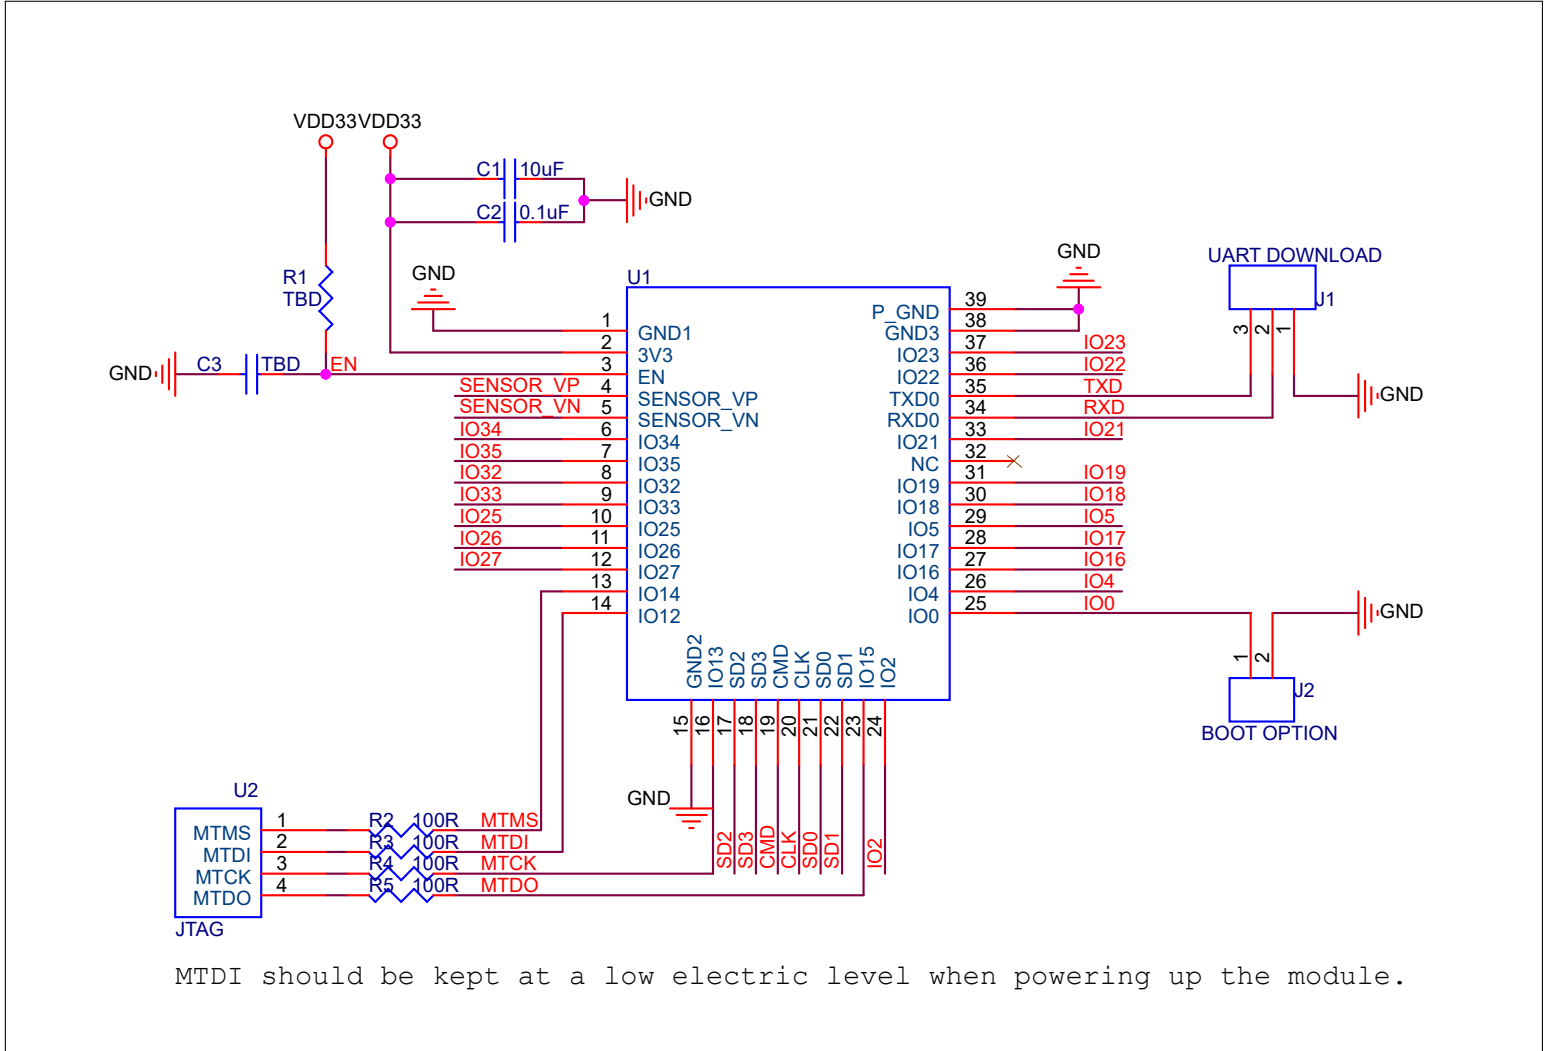 VDD33 VDD33
C1 10uF
GND
C2 0.1uF
R1
TBD
GND
GND
C3
TBD
EN
U1
1 GND1
2 3V3
3 EN
SENSOR_VP 4 SENSOR_VP
SENSOR_VN 5 SENSOR_VN
IO34 6 IO34
IO35 7 IO35
IO32 8 IO32
IO33 9 IO33
IO25 10 IO25
IO26 11 IO26
IO27 12 IO27
13 IO14
14 IO12
GND
P_GND 39
GND3 38
IO23 37 IO23
IO22 36 IO22
TXD0 35 TXD
RXD0 34 RXD
IO21 33 IO21
NC 32
IO19 31 IO19
IO18 30 IO18
IO5 29 IO5
IO17 28 IO17
IO16 27 IO16
IO4 26 IO4
IO0 25 IO0
UART DOWNLOAD
J1
3 2 1
GND
GND
1 2
J2
BOOT OPTION
GND2 IO13 SD2 SD3 CMD CLK SD0 SD1 IO15 IO2
15 16 17 18 19 20 21 22 23 24
GND
SD2 SD3 CMD CLK SD0 SD1 IO2
U2
MTMS 1 R2 100R MTMS
MTDI 2 R3 100R MTDI
MTCK 3 R4 100R MTCK
MTDO 4 R5 100R MTDO
JTAG
MTDI should be kept at a low electric level when powering up the module.